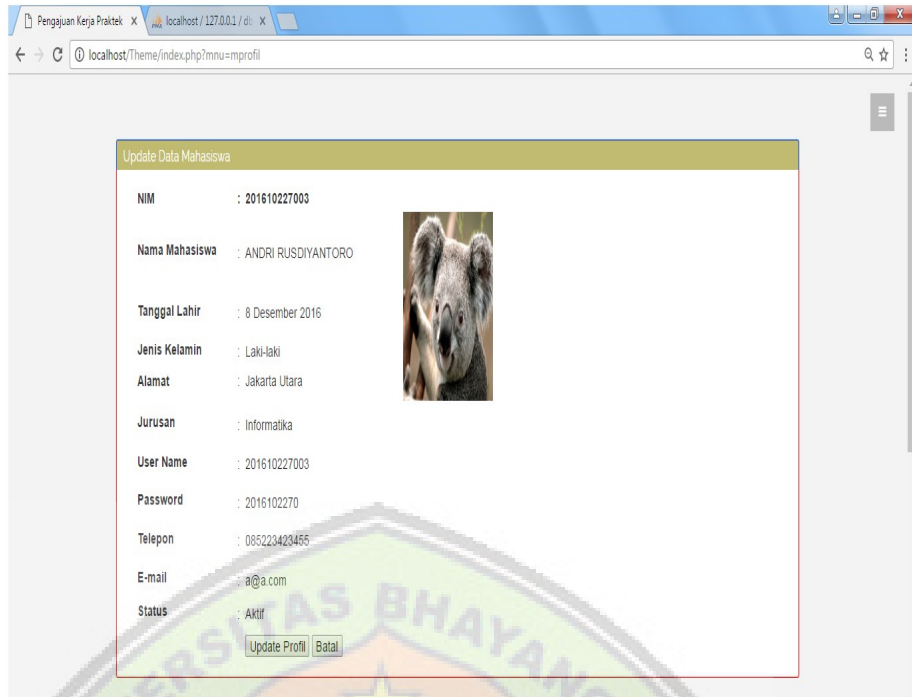 Pengajuan Kerja Praktek
localhost / 127.0.0.1 / db
localhost/Theme/index.php?mnu=mprofil
Update Data Mahasiswa
NIM : 201610227003
Nama Mahasiswa : ANDRI RUSDIYANTORO
Tanggal Lahir : 8 Desember 2016
Jenis Kelamin : Laki-laki
Alamat : Jakarta Utara
Jurusan : Informatika
User Name : 201610227003
Password : 2016102270
Telepon : 085223423455
E-mail : a@a.com
Status : Aktif
Update Profil Batal
ERSITAS BHAYANG